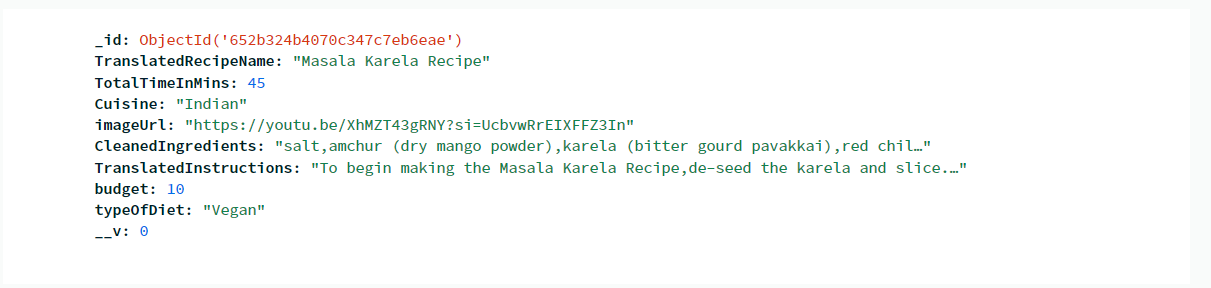 _id: ObjectId('652b324b4070c347c7eb6eae')
TranslatedRecipeName: "Masala Karela Recipe"
TotalTimeInMins: 45
Cuisine: "Indian"
imageUrl: "https://youtu.be/XhMZT43gRNY?si=UcbvwRrEIXFFZ3In"
CleanedIngredients: "salt,amchur (dry mango powder),karela (bitter gourd pavakkai),red chil…"
TranslatedInstructions: "To begin making the Masala Karela Recipe,de-seed the karela and slice.…"
budget: 10
typeOfDiet: "Vegan"
__v: 0